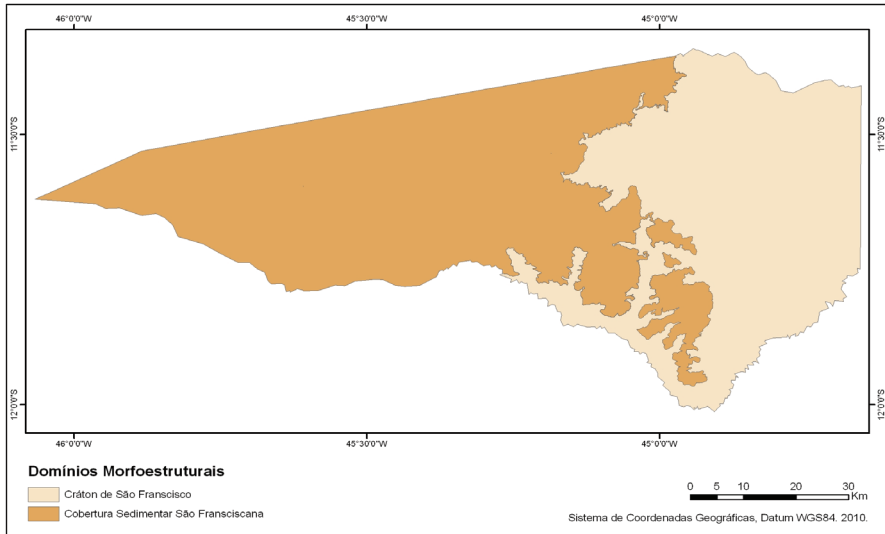 46°0'0"W 45°30'0"W 45°0'0"W
11°30'0"S 11°30'0"S
12°0'0"S 12°0'0"S
46°0'0"W 45°30'0"W 45°0'0"W
Domínios Morfoestruturais
Cráton de São Franscisco
Cobertura Sedimentar São Fransciscana
0 5 10 20 30
Km
Sistema de Coordenadas Geográficas, Datum WGS84. 2010.